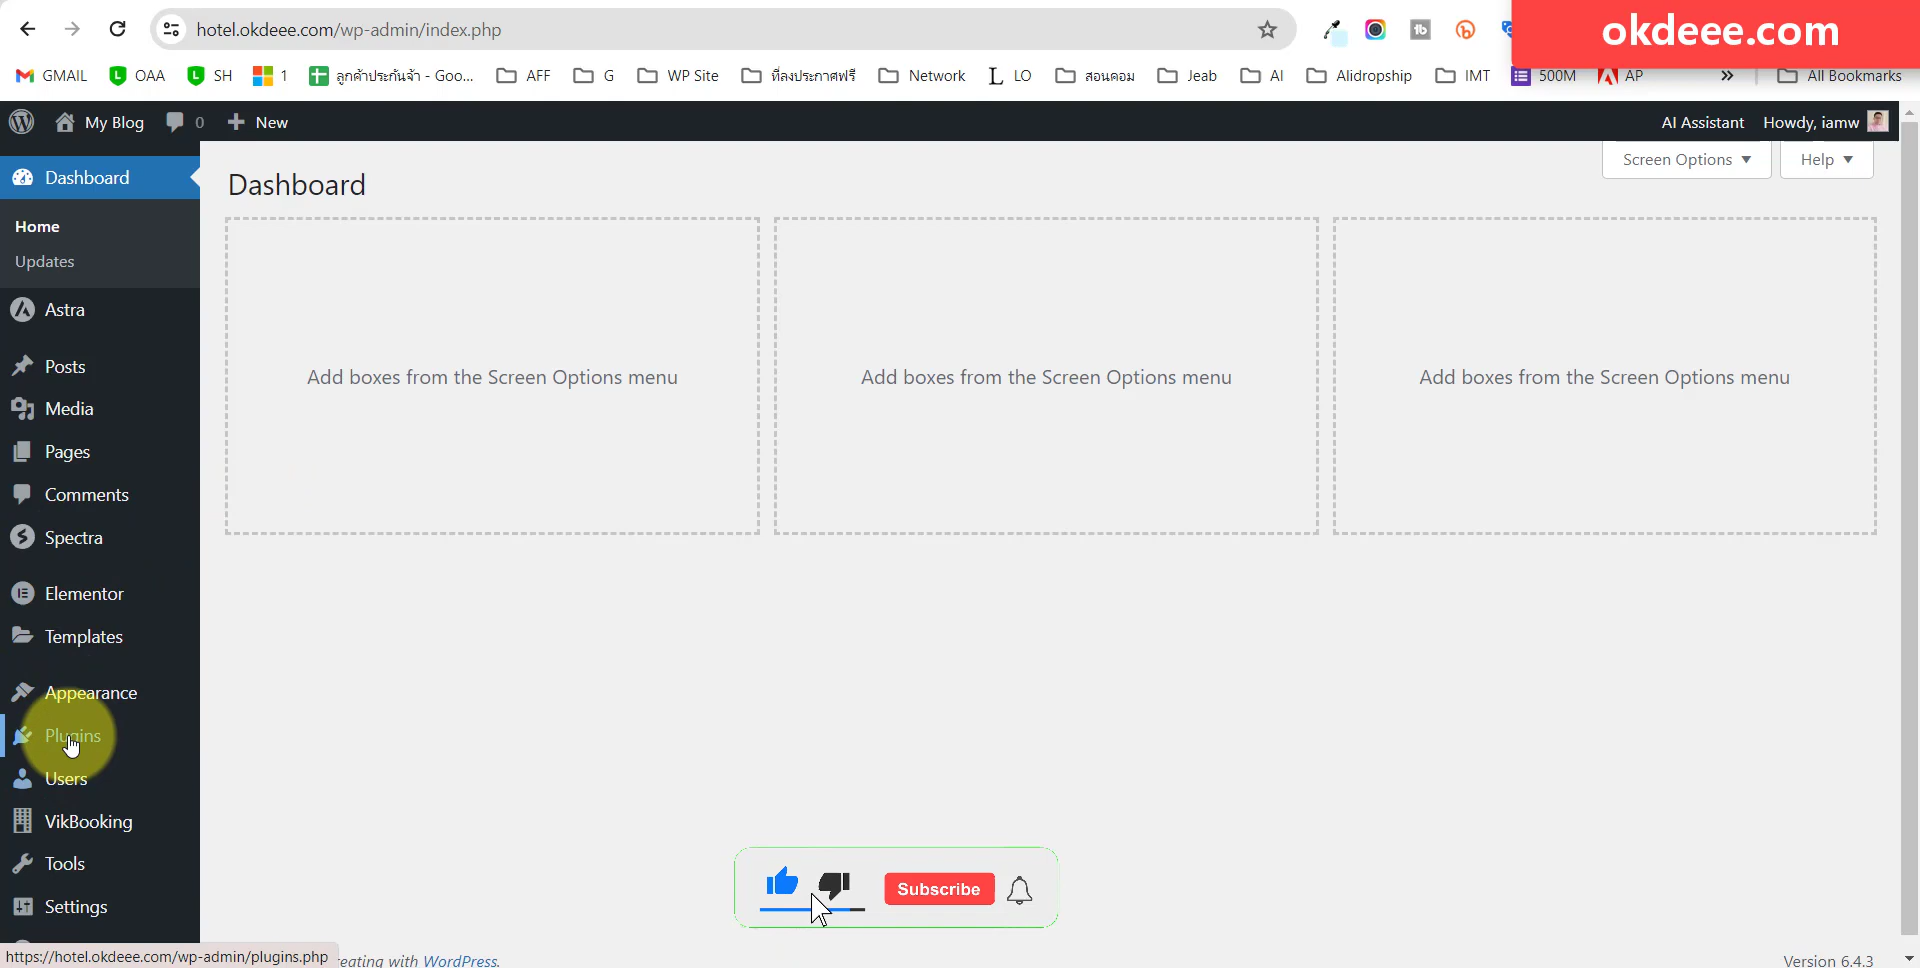 hotel.okdeee.com/wp-admin/index.php
okdeee.com
GMAIL OAA SH 1 ลูกค้าประกันจ๋า - Goo... AFF G WP Site ที่ลงประกาศฟรี Network LO สอนคอม Jeab AI Alidropship IMT 500M AP » All Bookmarks
My Blog 0 New AI Assistant Howdy, iamw
Screen Options Help
Dashboard
Dashboard
Home
Updates
Astra
Posts
Media
Pages
Comments
Spectra
Elementor
Templates
Appearance
Plugins
Users
VikBooking
Tools
Settings
Add boxes from the Screen Options menu Add boxes from the Screen Options menu Add boxes from the Screen Options menu
Subscribe
https://hotel.okdeee.com/wp-admin/plugins.php
eating with WordPress.
Version 6.4.3